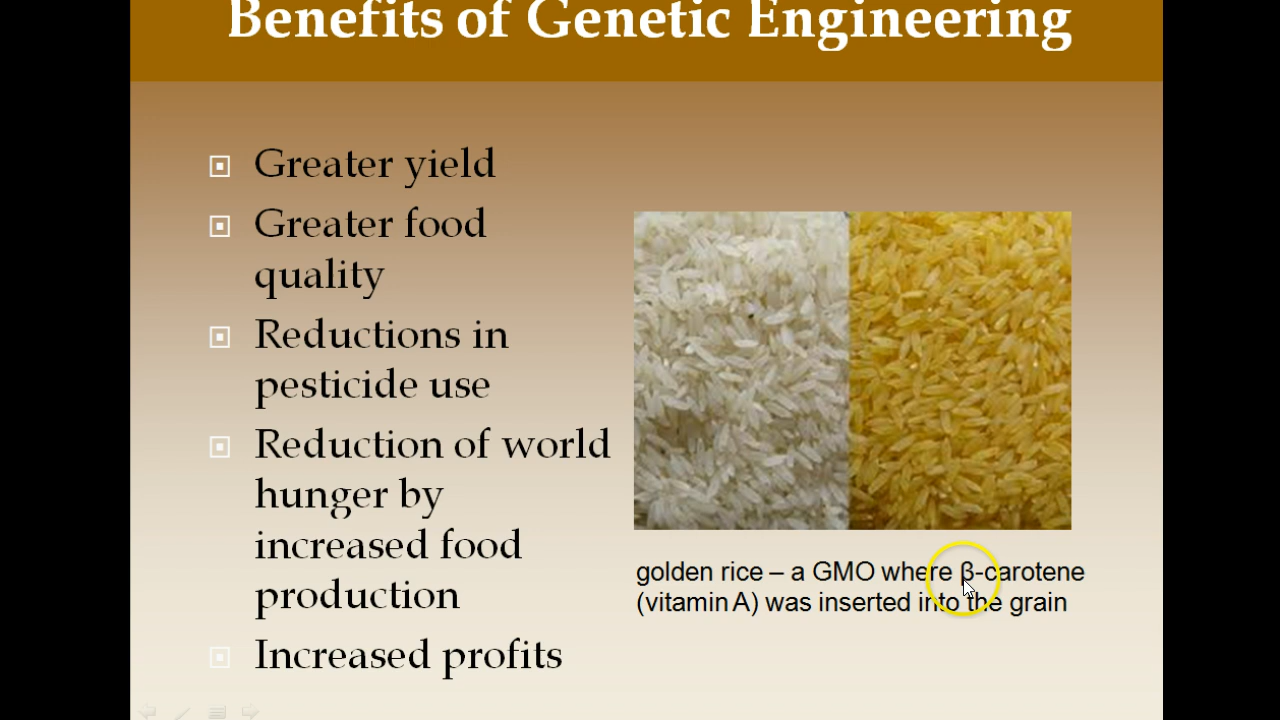 Benefits of Genetic Engineering
Greater yield
Greater food
quality
Reductions in
pesticide use
Reduction of world
hunger by
increased food
production
Increased profits
golden rice – a GMO where β-carotene
(vitamin A) was inserted into the grain